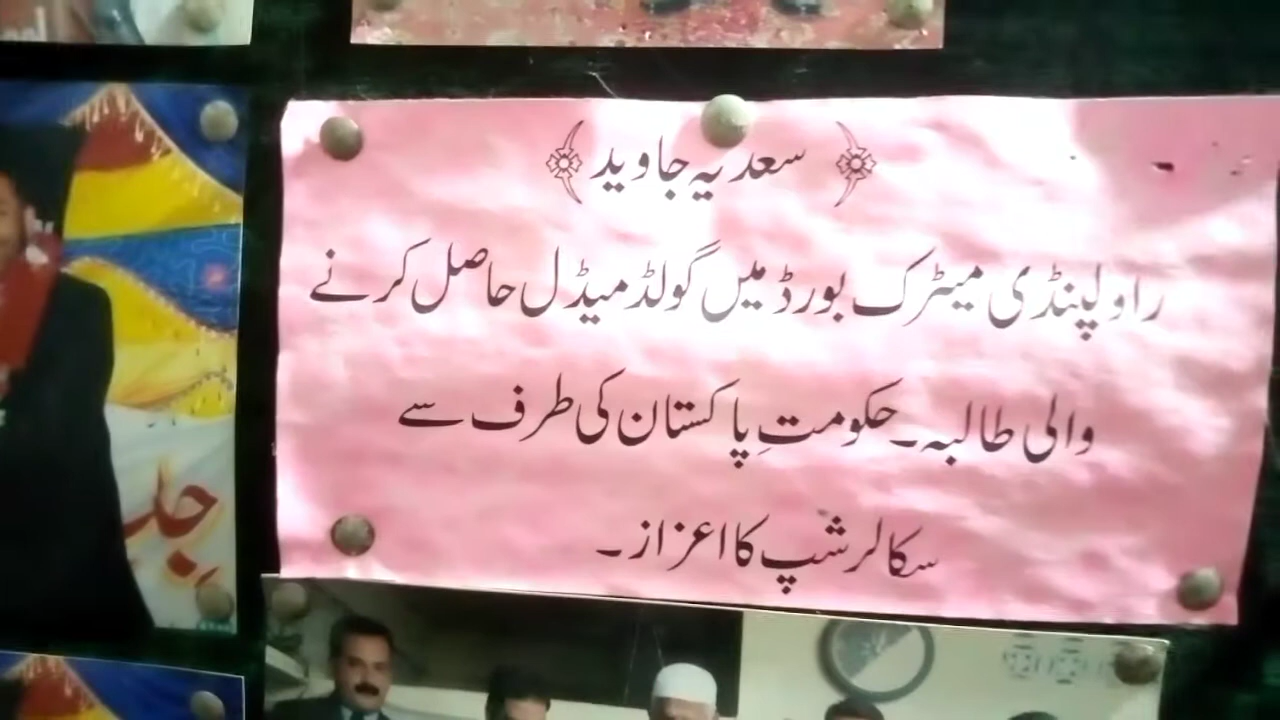 ﴿سعدیہ جاوید﴾
راولپنڈی میٹرک بورڈ میں گولڈ میڈل حاصل کرنے
والی طالبہ۔ حکومتِ پاکستان کی طرف سے
سکالرشپ کا اعزاز۔